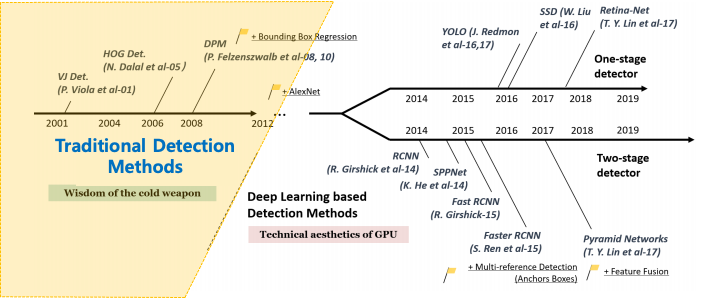 Retina-Net
(T. Y. Lin et al-17)
SSD (W. Liu
et al-16)
YOLO (J. Redmon
et al-16,17)
+ Bounding Box Regression
DPM
(P. Felzenszwalb et al-08, 10)
HOG Det.
(N. Dalal et al-05)
VJ Det.
(P. Viola et al-01)
One-stage
detector
+ AlexNet
2014 2015 2016 2017 2018 2019
2001 2004 2006 2008 2012 ...
2014 2015 2016 2017 2018 2019
Traditional Detection
Methods
Wisdom of the cold weapon
Two-stage
detector
RCNN
(R. Girshick et al-14)
SPPNet
(K. He et al-14)
Fast RCNN
(R. Girshick-15)
Faster RCNN
(S. Ren et al-15)
Pyramid Networks
(T. Y. Lin et al-17)
Deep Learning based
Detection Methods
Technical aesthetics of GPU
+ Multi-reference Detection
(Anchors Boxes)
+ Feature Fusion